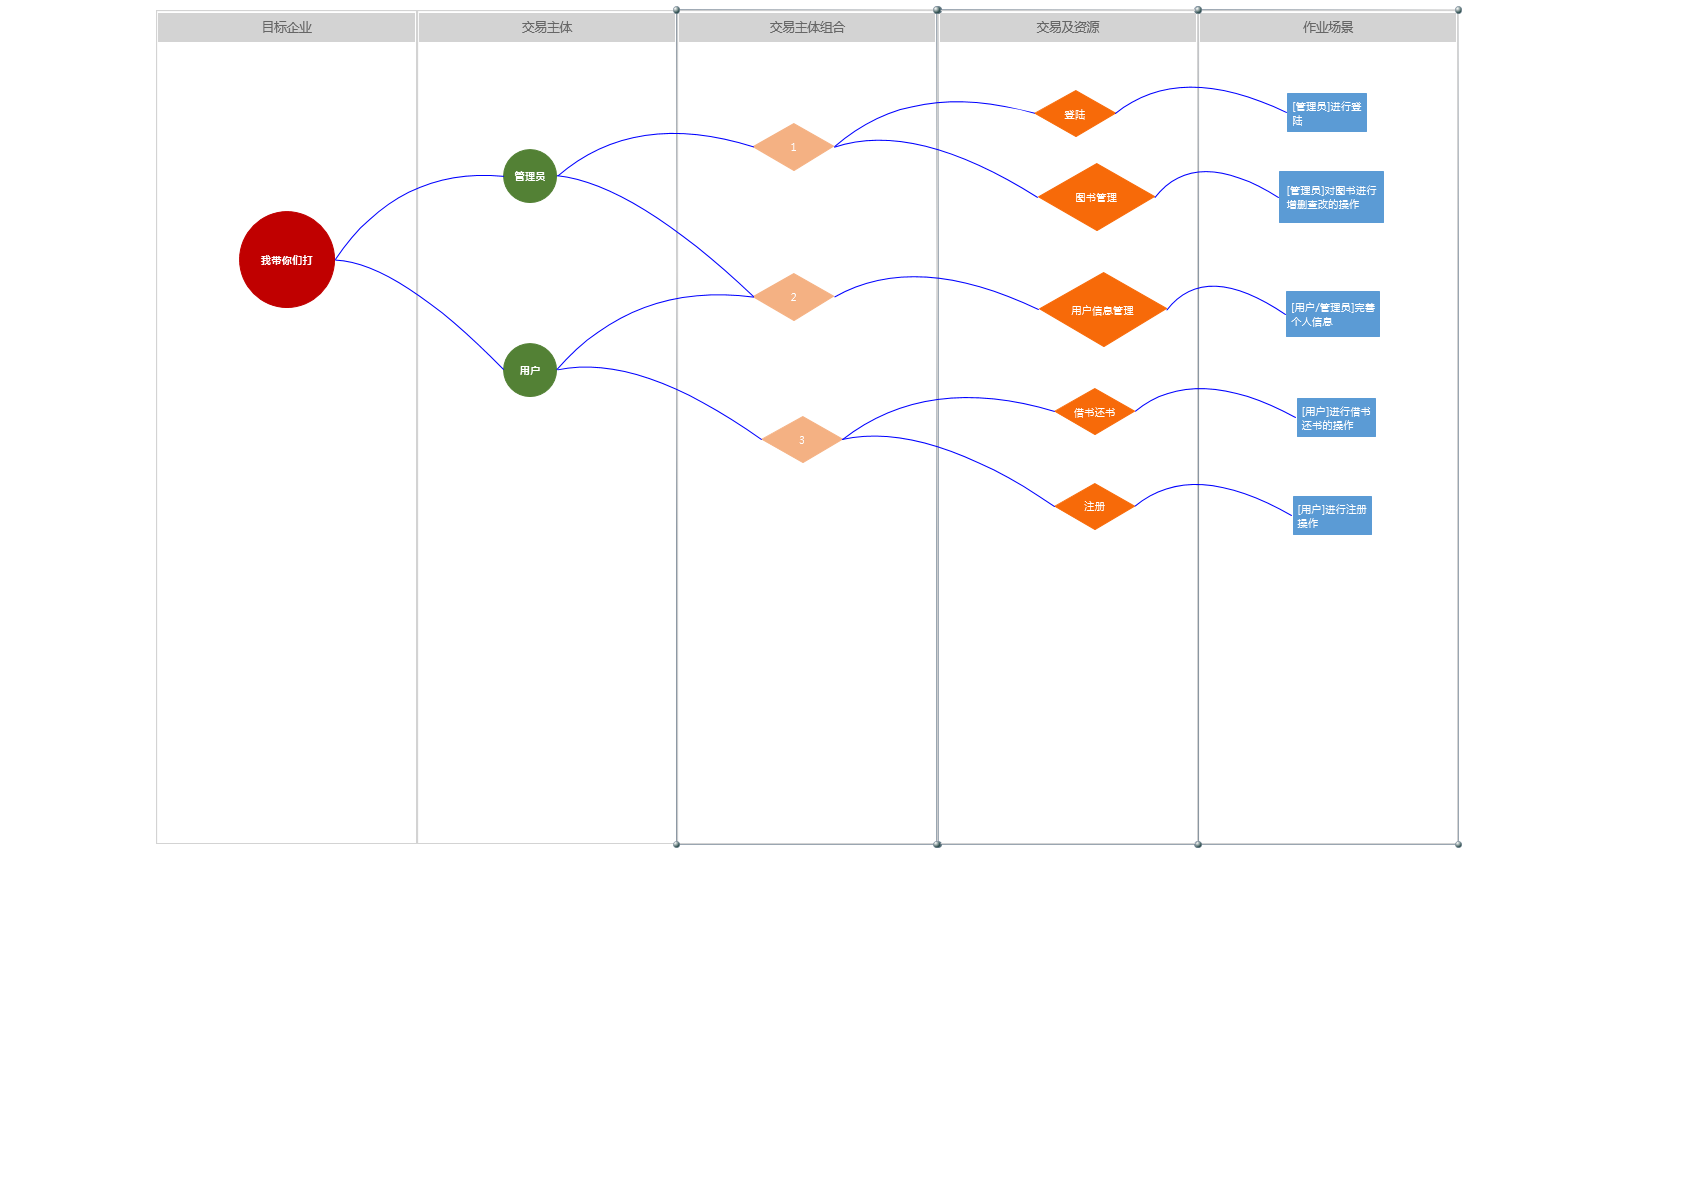 目标企业
交易主体
交易主体组合
交易及资源
作业场景
我带你们打
管理员
用户
1
2
3
登陆
图书管理
用户信息管理
借书还书
注册
[管理员]进行登
陆
[管理员]对图书进行
增删查改的操作
[用户/管理员]完善
个人信息
[用户]进行借书
还书的操作
[用户]进行注册
操作